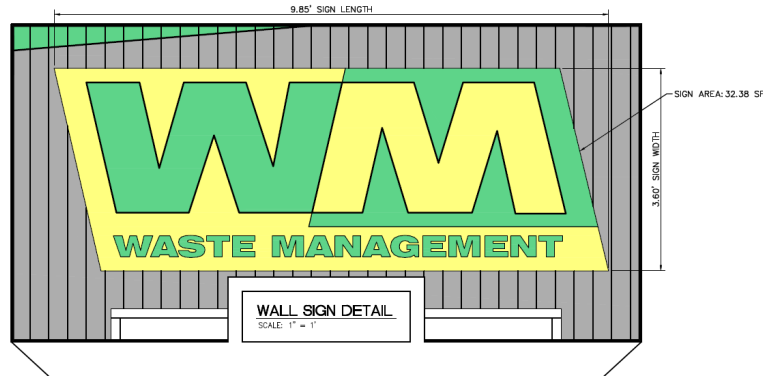 9.85' SIGN LENGTH
WM
SIGN AREA: 32.38 SF
3.60' SIGN WIDTH
WASTE MANAGEMENT
WALL SIGN DETAIL
SCALE: 1" = 1'